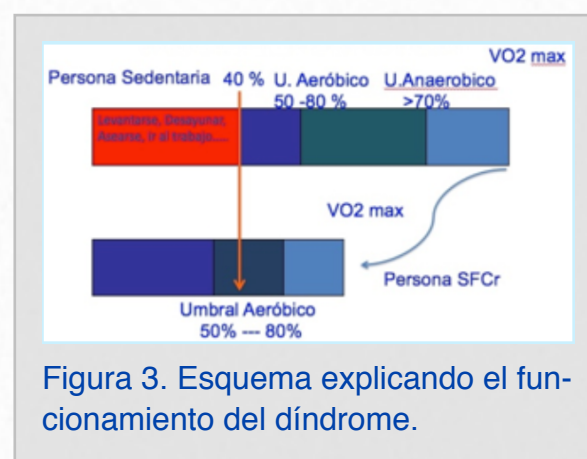 VO2 max
Persona Sedentaria 40 % U. Aeróbico U.Anaerobico
50 -80 % >70%
Levantarse, Desayunar,
Asearse, ir al trabajo.....
VO2 max
Persona SFCr
Umbral Aeróbico
50% --- 80%
Figura 3. Esquema explicando el fun-
cionamiento del díndrome.